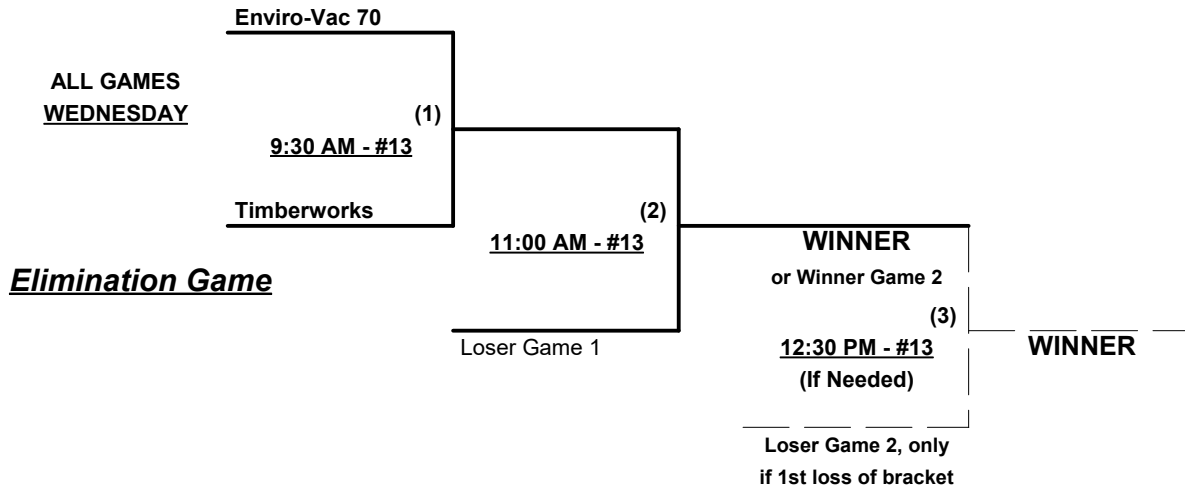 Enviro-Vac 70
ALL GAMES
WEDNESDAY
(1)
9:30 AM - #13
Timberworks
(2)
11:00 AM - #13
WINNER
or Winner Game 2
Elimination Game
(3)
Loser Game 1
12:30 PM - #13
(If Needed)
WINNER
Loser Game 2, only
if 1st loss of bracket